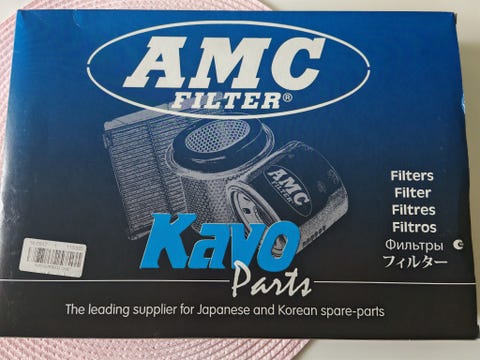 AMC
FILTER®
AMC
FILTER
Filters
Filter
Filtres
Filtros
Фильтры
フィルター
Kavo
Parts
The leading supplier for Japanese and Korean spare-parts